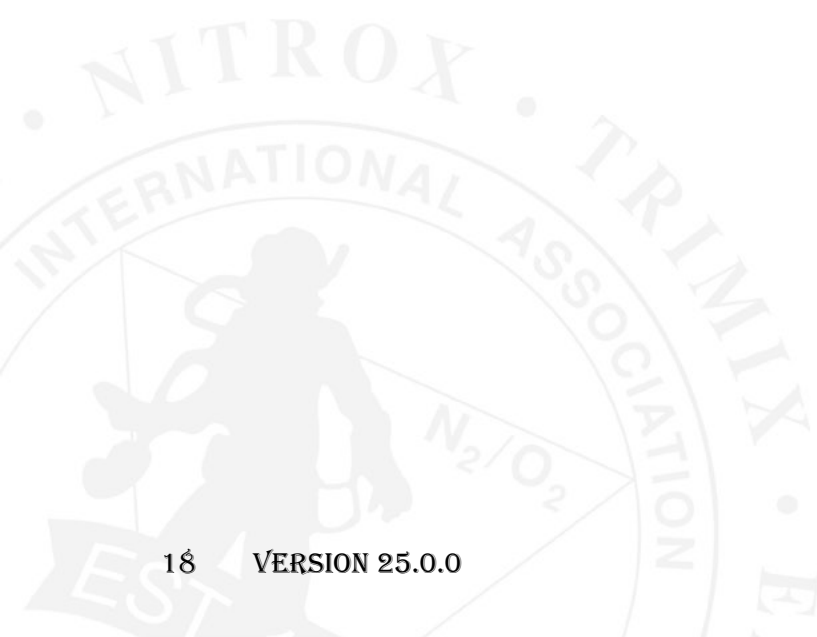 • NITROX • TRIMIX •
INTERNATIONAL ASSOCIATION
N₂/O₂
EST
18 VERSION 25.0.0